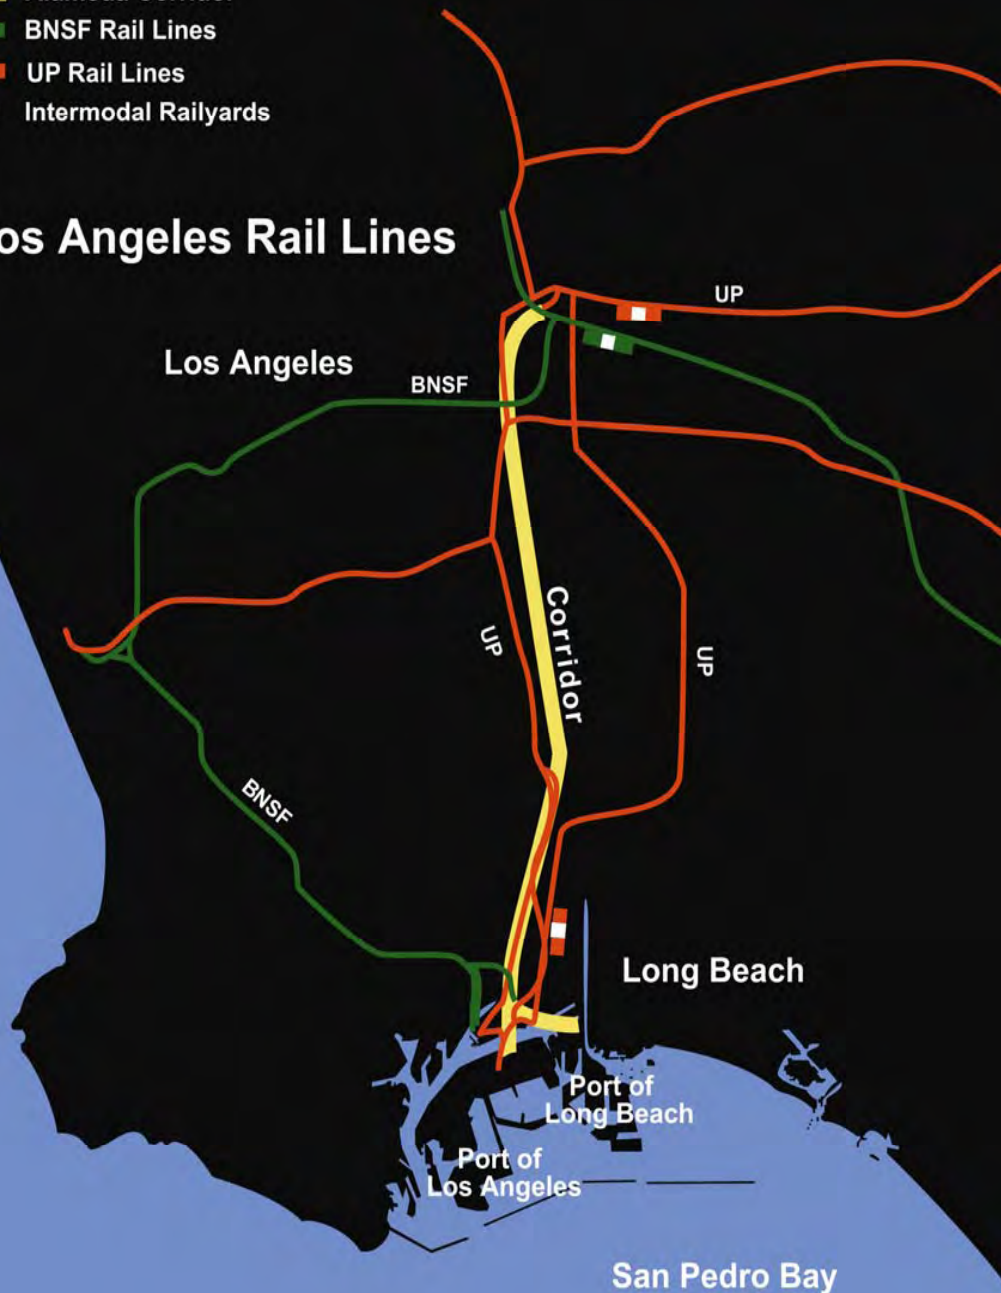 BNSF Rail Lines
UP Rail Lines
Intermodal Railyards
os Angeles Rail Lines
UP
Los Angeles
BNSF
Corridor
UP
UP
BNSF
Long Beach
Port of
Long Beach
Port of
Los Angeles
San Pedro Bay